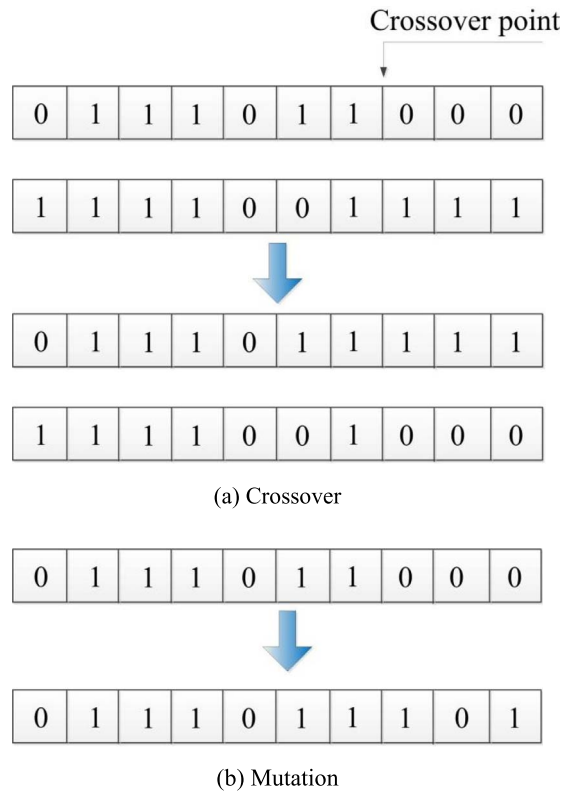 Crossover point
0 1 1 1 0 1 1 0 0 0
1 1 1 1 0 0 1 1 1 1
0 1 1 1 0 1 1 1 1 1
1 1 1 1 0 0 1 0 0 0
(a) Crossover
0 1 1 1 0 1 1 0 0 0
0 1 1 1 0 1 1 1 0 1
(b) Mutation